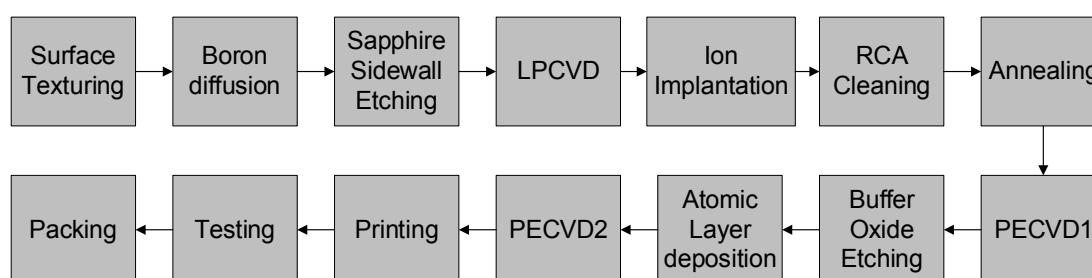 Surface
Texturing
Boron
diffusion
Sapphire
Sidewall
Etching
LPCVD
Ion
Implantation
RCA
Cleaning
Annealing
Packing
Testing
Printing
PECVD2
Atomic
Layer
deposition
Buffer
Oxide
Etching
PECVD1